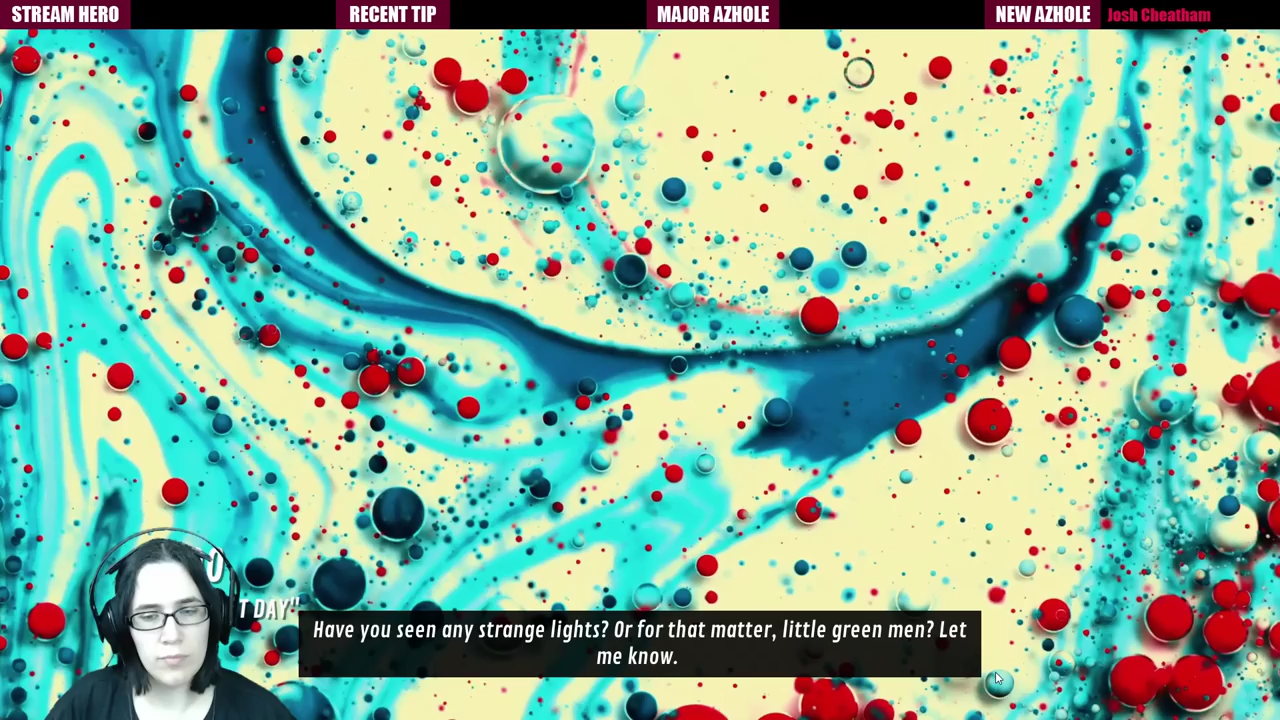 STREAM HERO
RECENT TIP
MAJOR AZHOLE
NEW AZHOLE
Josh Cheatham
T DAY"
Have you seen any strange lights? Or for that matter, little green men? Let
me know.